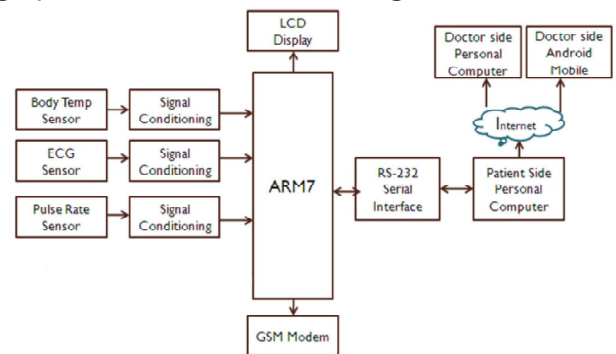 LCD
Display
Doctor side
Personal
Computer
Doctor side
Android
Mobile
Body Temp
Sensor
Signal
Conditioning
Internet
ECG
Sensor
Signal
Conditioning
ARM7
RS-232
Serial
Interface
Patient Side
Personal
Computer
Pulse Rate
Sensor
Signal
Conditioning
GSM Modem